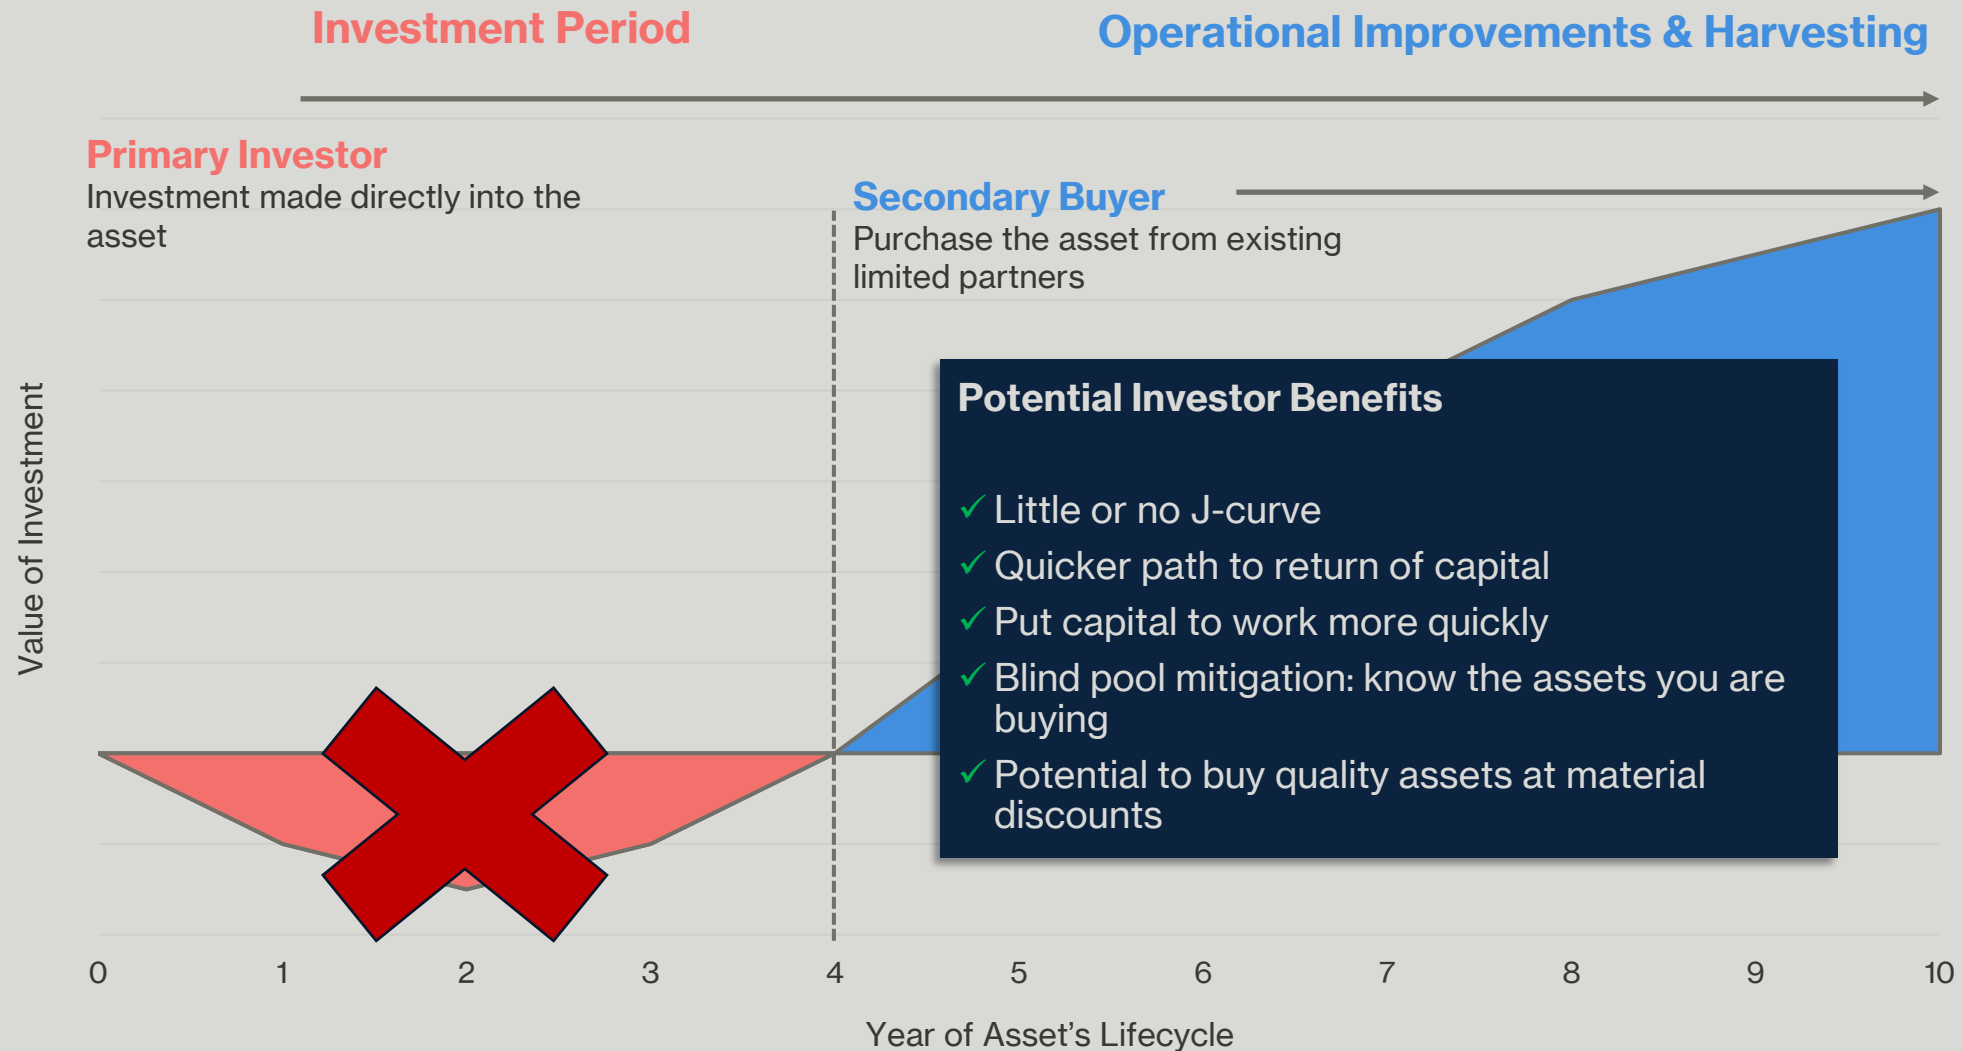 Investment Period
Operational Improvements & Harvesting
Primary Investor
Investment made directly into the
asset
Secondary Buyer
Purchase the asset from existing
limited partners
Value of Investment
Potential Investor Benefits
✓ Little or no J-curve
✓ Quicker path to return of capital
✓ Put capital to work more quickly
✓ Blind pool mitigation: know the assets you are
buying
✓ Potential to buy quality assets at material
discounts
0 1 2 3 4 5 6 7 8 9 10
Year of Asset's Lifecycle